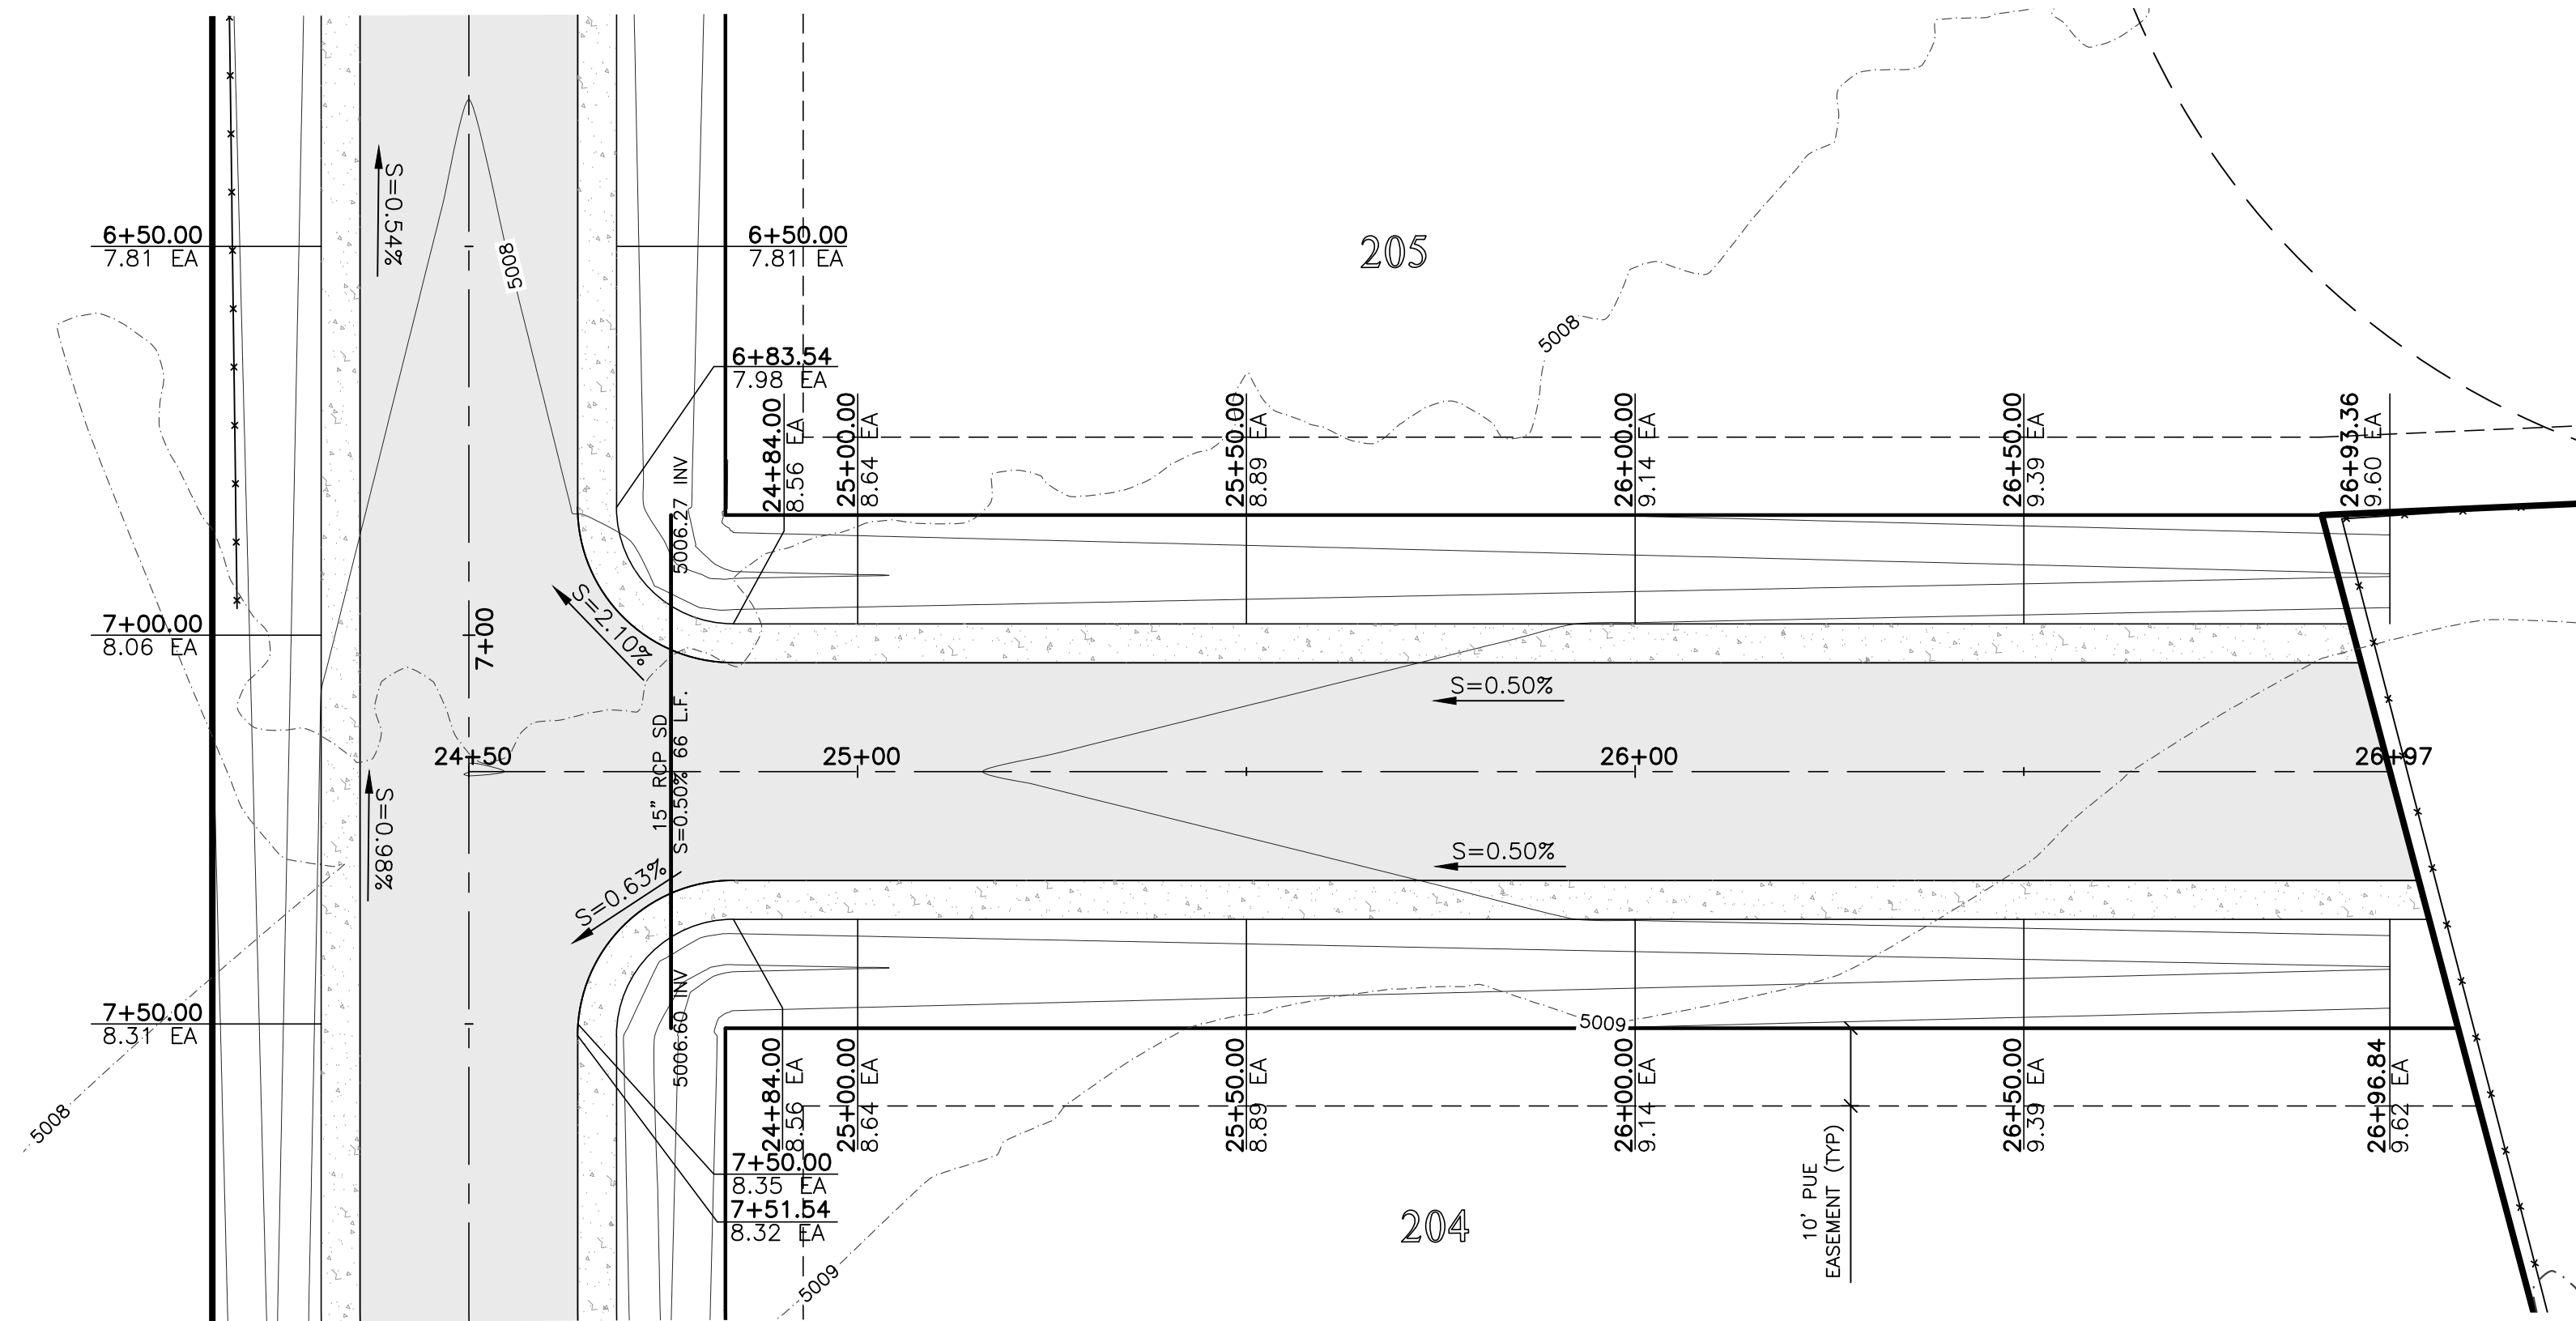 S=0.54%
6+50.00
7.81 EA
5008
6+50.00
7.81 EA
205
5008
6+83.54
7.98 EA
24+84.00
8.56 EA
25+00.00
8.64 EA
25+50.00
8.89 EA
26+00.00
9.14 EA
26+50.00
9.39 EA
26+93.36
9.60 EA
5006.27 INV
7+00.00
8.06 EA
7+00
S=2.10%
15" RCP SD
S=0.50% 66 L.F.
S=0.50%
24+50
25+00
26+00
26+97
S=0.98%
S=0.63%
S=0.50%
7+50.00
8.31 EA
5006.60 INV
5009
24+84.00
8.56 EA
25+00.00
8.64 EA
25+50.00
8.89 EA
26+00.00
9.14 EA
26+50.00
9.39 EA
26+96.84
9.62 EA
5008
7+50.00
8.35 EA
7+51.54
8.32 EA
204
10' PUE
EASEMENT (TYP)
5009